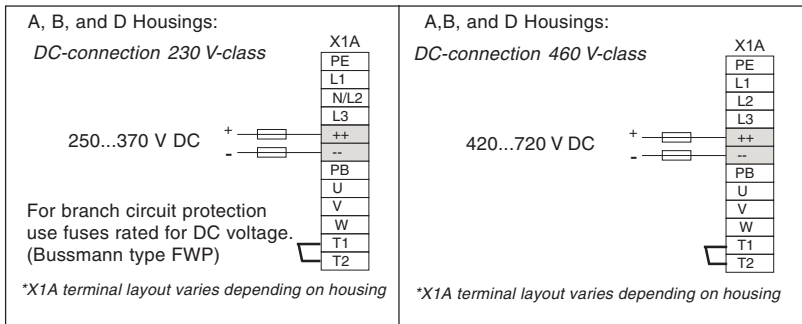 A, B, and D Housings:
DC-connection 230 V-class
X1A
PE
L1
N/L2
L3
250...370 V DC
+
++
-
--
PB
U
V
W
T1
T2
For branch circuit protection
use fuses rated for DC voltage.
(Bussmann type FWP)
*X1A terminal layout varies depending on housing
A,B, and D Housings:
DC-connection 460 V-class
X1A
PE
L1
L2
L3
420...720 V DC
+
++
-
--
PB
U
V
W
T1
T2
*X1A terminal layout varies depending on housing